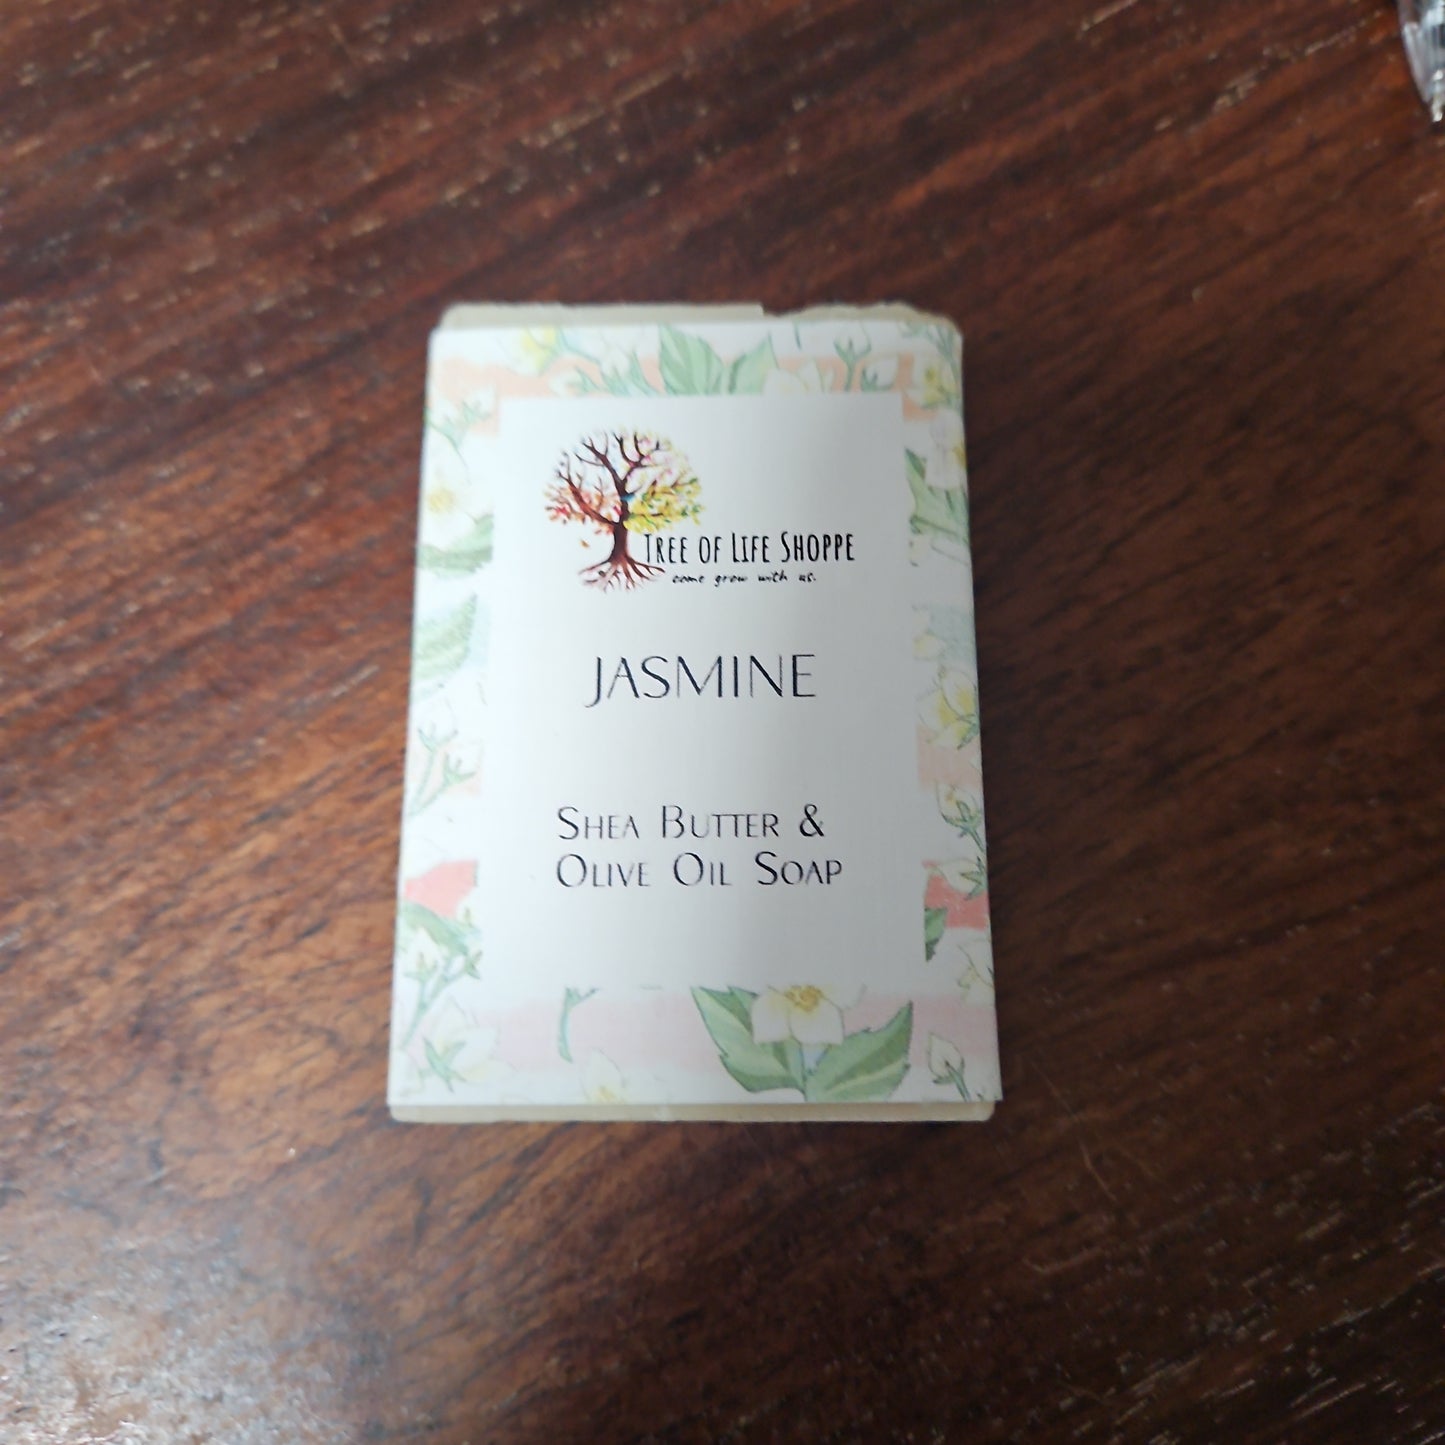 TREE OF LIFE SHOPPE
come grow with us.
JASMINE
SHEA BUTTER &
OLIVE OIL SOAP